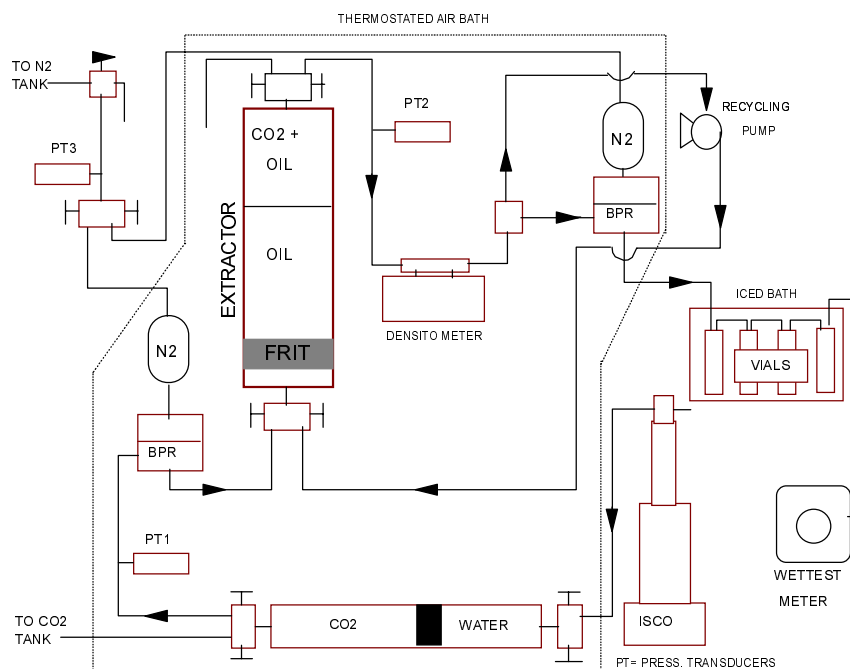 THERMOSTATED AIR BATH
TO N2
TANK
PT3
CO2 +
OIL
PT2
N2
RECYCLING
PUMP
BPR
EXTRACTOR
OIL
DENSITO METER
ICED BATH
N2
FRIT
VIALS
BPR
PT1
WETTEST
METER
TO CO2
TANK
CO2
WATER
ISCO
PT= PRESS. TRANSDUCERS